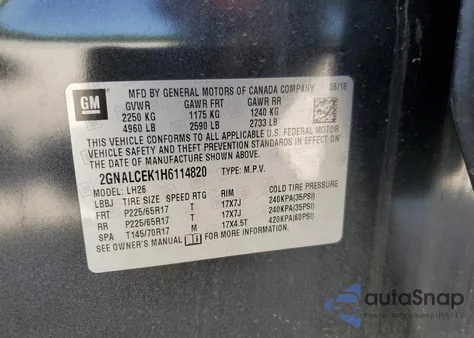 GM
MFD BY GENERAL MOTORS OF CANADA COMPANY 06/16
GVWR GAWR FRT GAWR RR
2250 KG 1175 KG 1240 KG
4960 LB 2590 LB 2733 LB
THIS VEHICLE CONFORMS TO ALL APPLICABLE U.S. FEDERAL MOTOR
VEHICLE SAFETY AND THEFT PREVENTION STANDARDS IN EFFECT
ON THE DATE OF MANUFACTURE SHOWN ABOVE.
2GNALCEK1H6114820 TYPE: M.P.V.
MODEL: LH26
LBBJ TIRE SIZE SPEED RTG RIM COLD TIRE PRESSURE
FRT P225/65R17 T 17X7J 240KPA(35PSI)
RR P225/65R17 T 17X7J 240KPA(35PSI)
SPA T145/70R17 M 17X4.5T 420KPA(60PSI)
SEE OWNER'S MANUAL
autoSnap